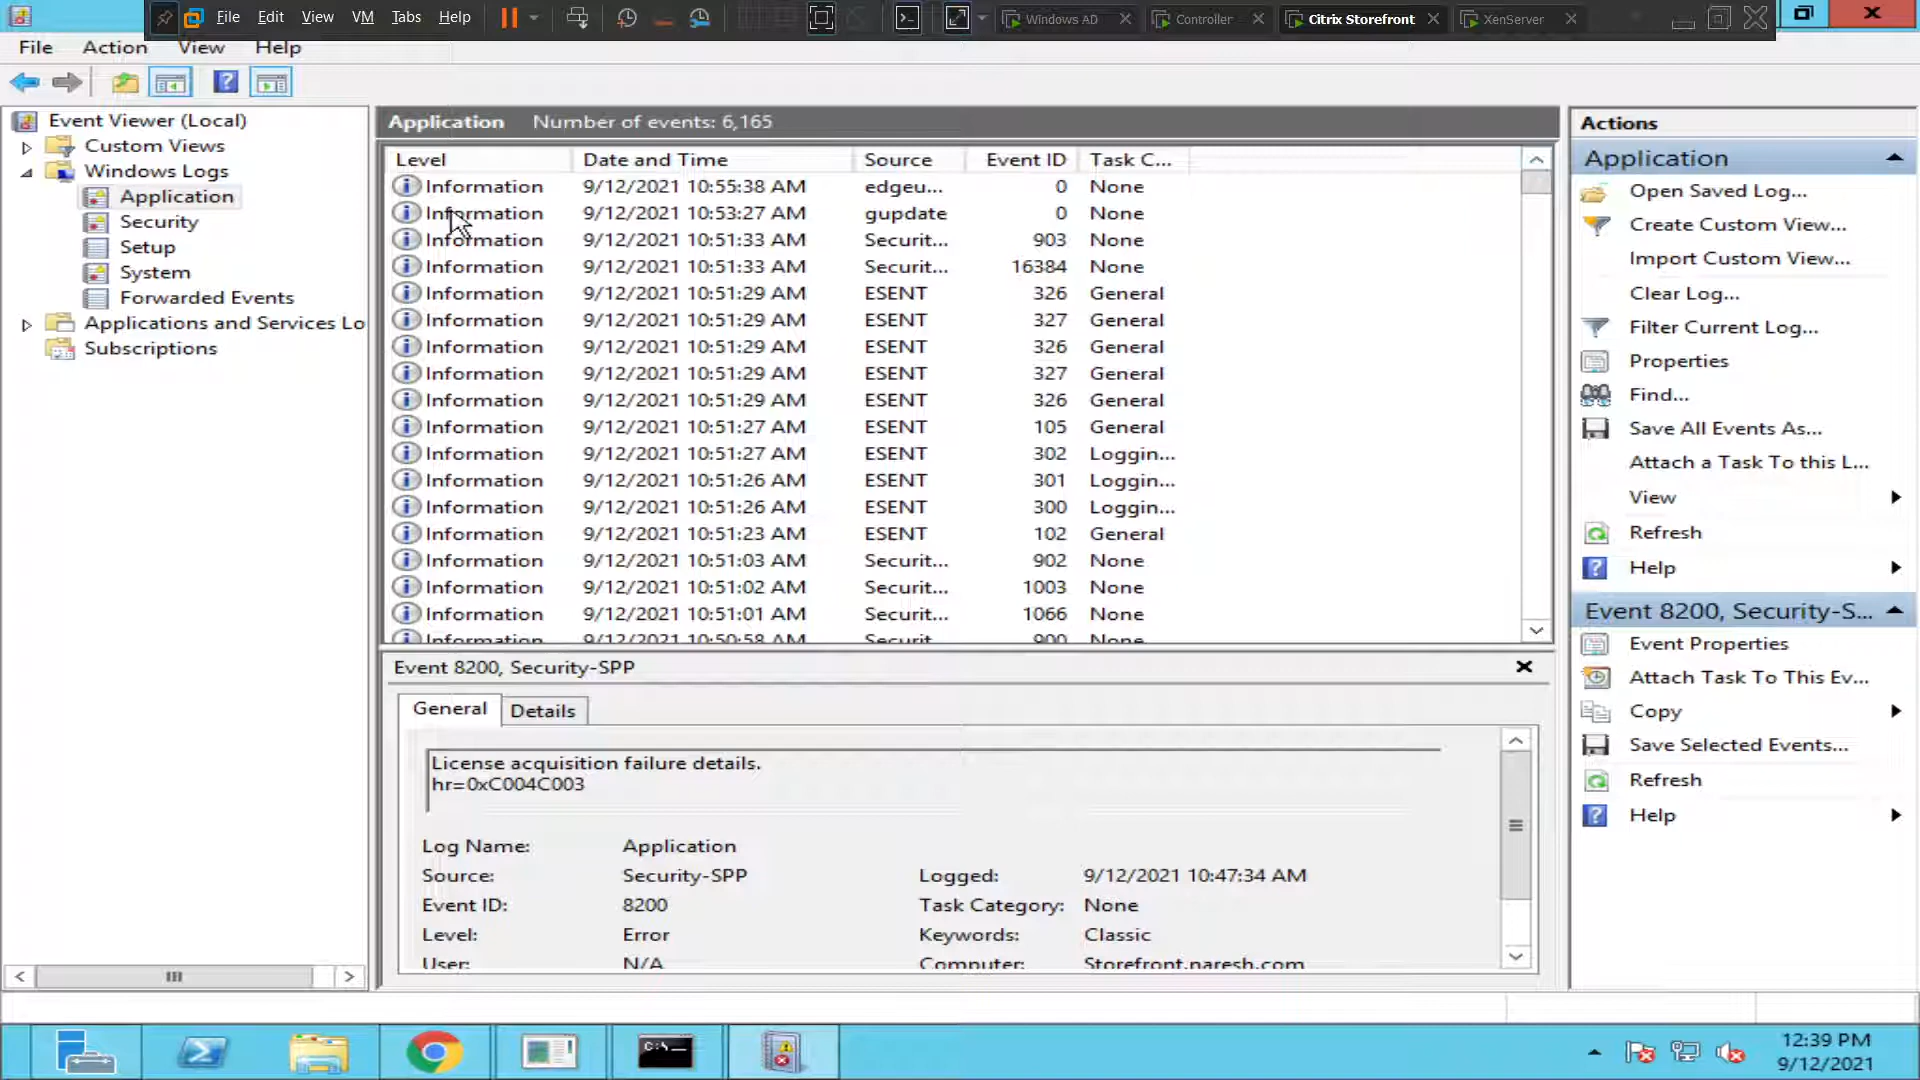 File Edit View VM Tabs Help
Windows AD
Controller
Citrix Storefront
XenServer
File Action View Help
Event Viewer (Local)
Custom Views
Windows Logs
Application
Security
Setup
System
Forwarded Events
Applications and Services Lo
Subscriptions
Application Number of events: 6,165
Level Date and Time Source Event ID Task C...
Information 9/12/2021 10:55:38 AM edgeu... 0 None
Information 9/12/2021 10:53:27 AM gupdate 0 None
Information 9/12/2021 10:51:33 AM Securit... 903 None
Information 9/12/2021 10:51:33 AM Securit... 16384 None
Information 9/12/2021 10:51:29 AM ESENT 326 General
Information 9/12/2021 10:51:29 AM ESENT 327 General
Information 9/12/2021 10:51:29 AM ESENT 326 General
Information 9/12/2021 10:51:29 AM ESENT 327 General
Information 9/12/2021 10:51:29 AM ESENT 326 General
Information 9/12/2021 10:51:27 AM ESENT 105 General
Information 9/12/2021 10:51:27 AM ESENT 302 Loggin...
Information 9/12/2021 10:51:26 AM ESENT 301 Loggin...
Information 9/12/2021 10:51:26 AM ESENT 300 Loggin...
Information 9/12/2021 10:51:23 AM ESENT 102 General
Information 9/12/2021 10:51:03 AM Securit... 902 None
Information 9/12/2021 10:51:02 AM Securit... 1003 None
Information 9/12/2021 10:51:01 AM Securit... 1066 None
Information 9/12/2021 10:50:58 AM Securit 900 None
Event 8200, Security-SPP
General Details
License acquisition failure details.
hr=0xC004C003
Log Name: Application
Source: Security-SPP Logged: 9/12/2021 10:47:34 AM
Event ID: 8200 Task Category: None
Level: Error Keywords: Classic
User: N/A Computer: Storefront.naresh.com
Actions
Application
Open Saved Log...
Create Custom View...
Import Custom View...
Clear Log...
Filter Current Log...
Properties
Find...
Save All Events As...
Attach a Task To this L...
View
Refresh
Help
Event 8200, Security-S...
Event Properties
Attach Task To This Ev...
Copy
Save Selected Events...
Refresh
Help
C:\
12:39 PM
9/12/2021